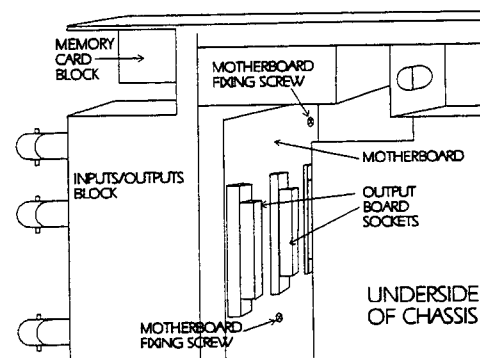 MEMORY
CARD
BLOCK
MOTHERBOARD
FIXING SCREW
MOTHERBOARD
INPUTS/OUTPUTS
BLOCK
OUTPUT
BOARD
SOCKETS
UNDERSIDE
OF CHASSIS
MOTHERBOARD
FIXING SCREW